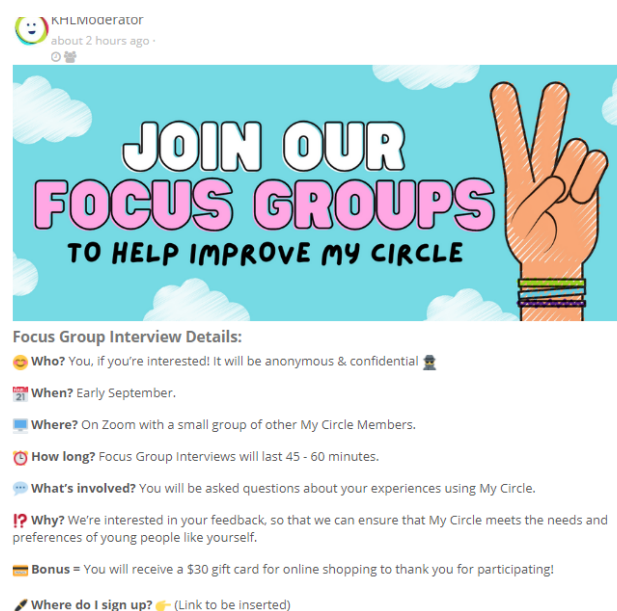 KHLModerator
about 2 hours ago ·
JOIN OUR
FOCUS GROUPS
TO HELP IMPROVE MY CIRCLE
Focus Group Interview Details:
😊 Who? You, if you're interested! It will be anonymous & confidential 🕵️
📅 When? Early September.
💻 Where? On Zoom with a small group of other My Circle Members.
⏰ How long? Focus Group Interviews will last 45 - 60 minutes.
💬 What's involved? You will be asked questions about your experiences using My Circle.
⁉️ Why? We're interested in your feedback, so that we can ensure that My Circle meets the needs and
preferences of young people like yourself.
💳 Bonus = You will receive a $30 gift card for online shopping to thank you for participating!
🖋️ Where do I sign up? 👉 (Link to be inserted)